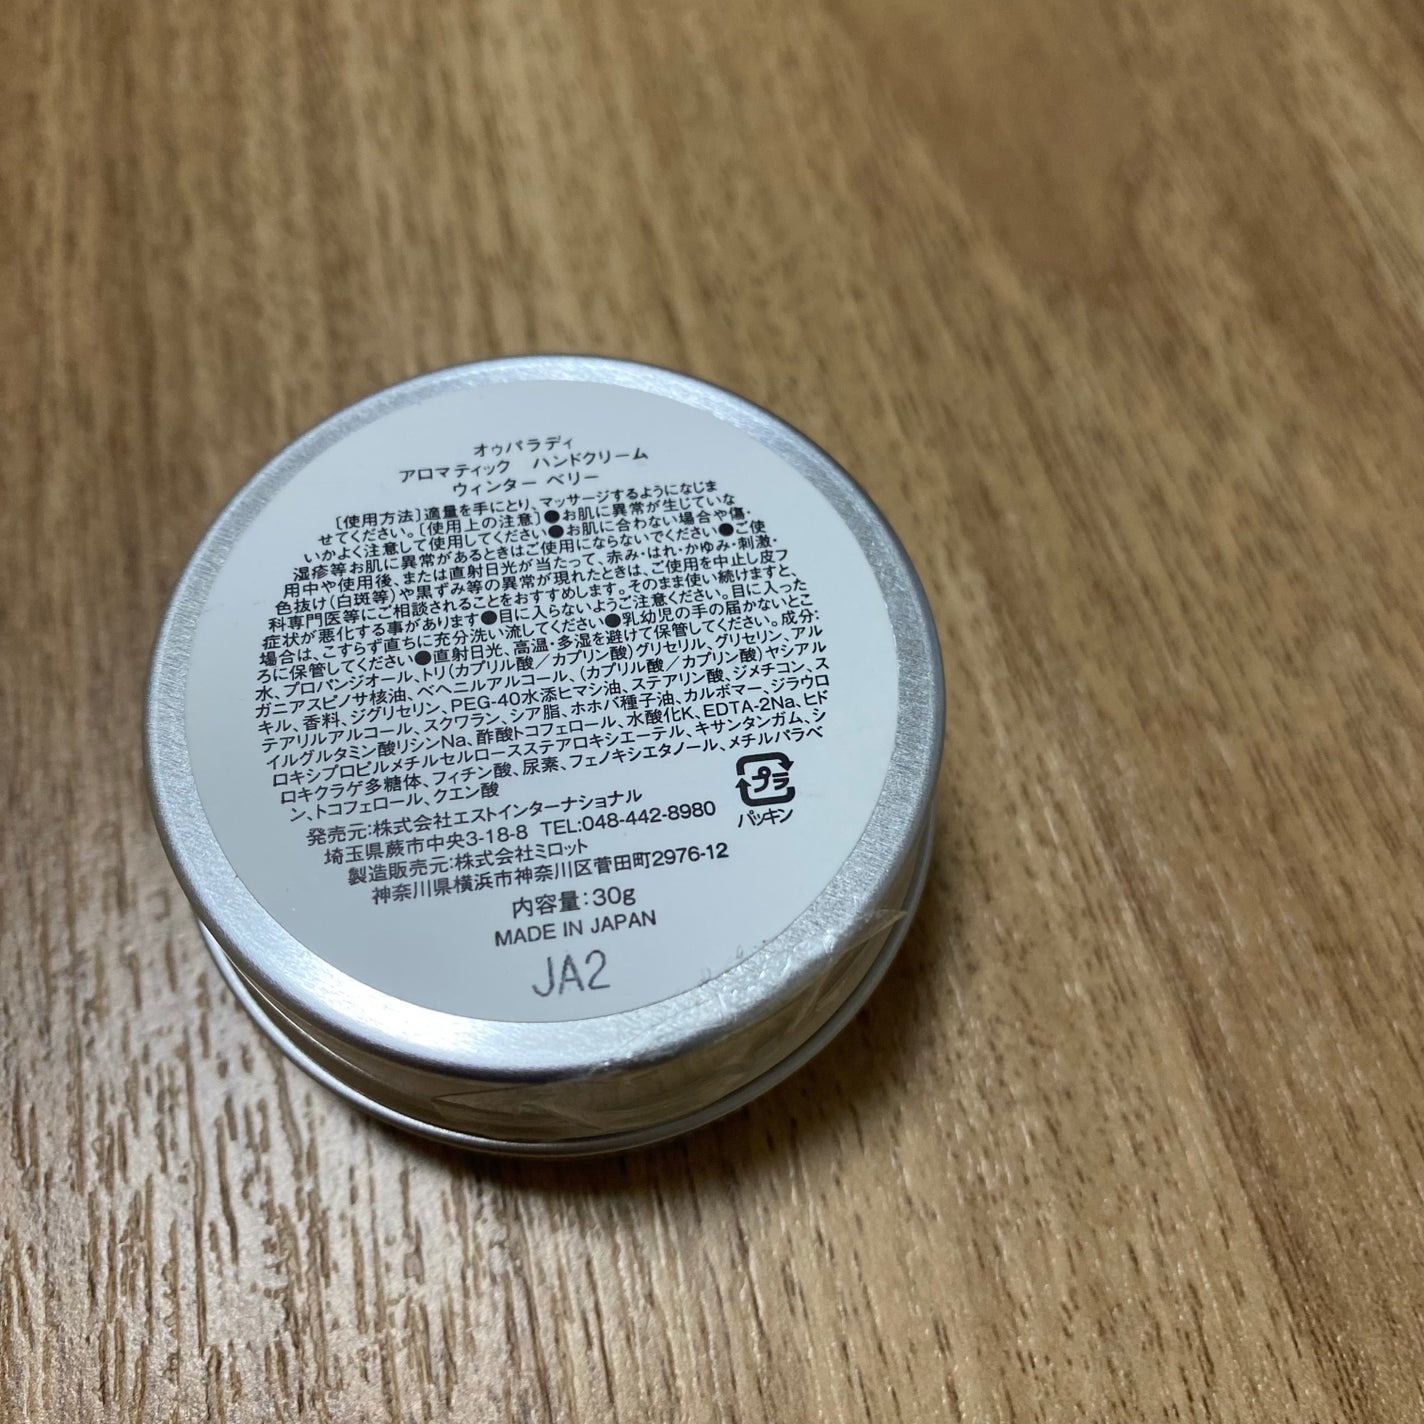 オゥパラディ
アロマティック ハンドクリーム
ウィンター ベリー
[使用方法]適量を手にとり、マッサージするようになじま
せてください。[使用上の注意]●お肌に異常が生じていな
いかよく注意して使用してください●お肌に合わない場合や傷・
湿疹等お肌に異常があるときはご使用にならないでください●ご使
用中や使用後、または直射日光が当たって、赤み・はれ・かゆみ・刺激・
色抜け(白斑等)や黒ずみ等の異常が現れたときは、ご使用を中止し皮フ
科専門医等にご相談されることをおすすめします。そのまま使い続けますと、
症状が悪化する事があります●目に入らないようご注意ください。目に入った
場合は、こすらず直ちに充分洗い流してください●乳幼児の手の届かないとこ
ろに保管してください●直射日光、高温・多湿を避けて保管してください。成分:
水、プロパンジオール、トリ(カプリル酸／カプリン酸)グリセリル、グリセリン、アル
ガニアスピノサ核油、ベヘニルアルコール、(カプリル酸／カプリン酸)ヤシアル
キル、香料、ジグリセリン、PEG-40水添ヒマシ油、ステアリン酸、ジメチコン、ス
テアリルアルコール、スクワラン、シア脂、ホホバ種子油、カルボマー、ジラウロ
イルグルタミン酸リシンNa、酢酸トコフェロール、水酸化K、EDTA-2Na、ヒド
ロキシプロピルメチルセルロースステアロキシエーテル、キサンタンガム、シ
ロキクラゲ多糖体、フィチン酸、尿素、フェノキシエタノール、メチルパラベ
ン、トコフェロール、クエン酸
発売元:株式会社エストインターナショナル
埼玉県蕨市中央3-18-8 TEL:048-442-8980
製造販売元:株式会社ミロット
神奈川県横浜市神奈川区菅田町2976-12
プラ
パッキン
内容量:30g
MADE IN JAPAN
JA2